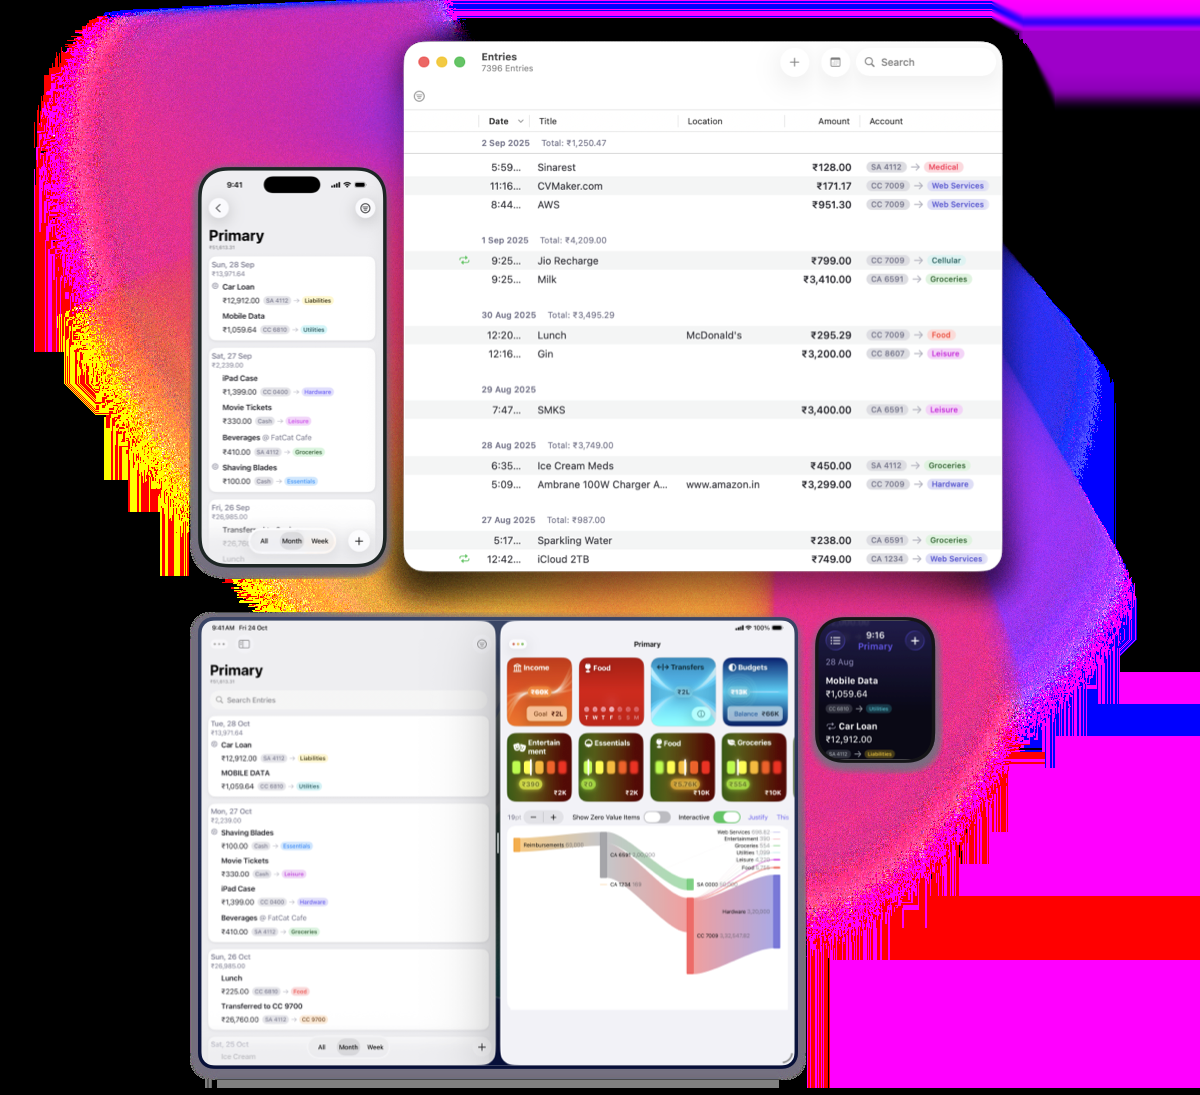 Entries
7396 Entries
Search
Date Title Location Amount Account
2 Sep 2025 Total: ₹1,250.47
5:59... Sinarest ₹128.00 SA 4112 → Medical
11:16... CVMaker.com ₹171.17 CC 7009 → Web Services
8:44... AWS ₹951.30 CC 7009 → Web Services
1 Sep 2025 Total: ₹4,209.00
9:25... Jio Recharge ₹799.00 CC 7009 → Cellular
9:25... Milk ₹3,410.00 CA 6591 → Groceries
30 Aug 2025 Total: ₹3,495.29
12:20... Lunch McDonald's ₹295.29 CC 7009 → Food
12:16... Gin ₹3,200.00 CC 8607 → Leisure
29 Aug 2025
7:47... SMKS ₹3,400.00 CA 6591 → Leisure
28 Aug 2025 Total: ₹3,749.00
6:35... Ice Cream Meds ₹450.00 SA 4112 → Groceries
5:09... Ambrane 100W Charger A... www.amazon.in ₹3,299.00 CC 7009 → Hardware
27 Aug 2025 Total: ₹987.00
5:17... Sparkling Water ₹238.00 CA 6591 → Groceries
12:42... iCloud 2TB ₹749.00 CA 1234 → Web Services
9:41
Primary
Sun, 28 Sep
₹13,971.64
Car Loan
₹12,912.00 SA 4112 → Liabilities
Mobile Data
₹1,059.64 CC 6810 → Utilities
Sat, 27 Sep
₹2,239.00
iPad Case
₹1,399.00 CC 0400 → Hardware
Movie Tickets
₹330.00 Cash → Leisure
Beverages @ FatCat Cafe
₹410.00 SA 4112 → Groceries
Shaving Blades
₹100.00 Cash → Essentials
Fri, 26 Sep
₹26,985.00
All Month Week
Lunch
9:41 AM Fri 24 Oct
Primary
Search Entries
Tue, 28 Oct
₹13,971.64
Car Loan
₹12,912.00 SA 4112 → Liabilities
MOBILE DATA
₹1,059.64 CC 6810 → Utilities
Mon, 27 Oct
₹2,239.00
Shaving Blades
₹100.00 Cash → Essentials
Movie Tickets
₹330.00 Cash → Leisure
iPad Case
₹1,399.00 CC 0400 → Hardware
Beverages @ FatCat Cafe
₹410.00 SA 4112 → Groceries
Sun, 26 Oct
₹26,985.00
Lunch
₹225.00 CC 6810 → Food
Transferred to CC 9700
₹26,760.00 SA 4112 → CC 9700
Sat, 25 Oct
Ice Cream
All Month Week
100%
Primary
Income
₹60K
Goal ₹2L
Food
T W T F S S M
Transfers
₹2L
Budgets
₹13K
Balance ₹66K
Entertain
ment
₹390
₹2K
Essentials
₹0
₹2K
Food
₹5.76K
₹10K
Groceries
₹554
₹10K
19pt Show Zero Value Items Interactive Justify This
Reimbursements 60,000
CA 6591
CA 1234
SA 0000
CC 7009
Web Services
Entertainment 390
Groceries 554
Utilities
Leisure
Food
Hardware
9:16
Primary
28 Aug
Mobile Data
₹1,059.64
CC 6810 → Utilities
Car Loan
₹12,912.00
SA 4112 → Liabilities